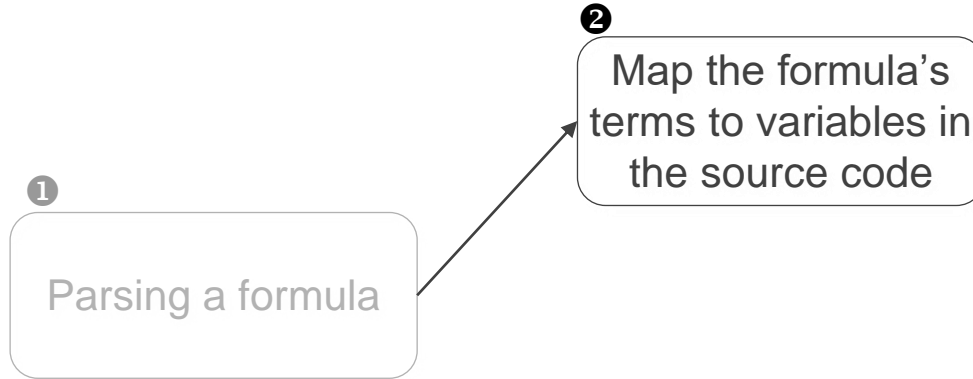 ❷
Map the formula’s
terms to variables in
the source code
❶
Parsing a formula